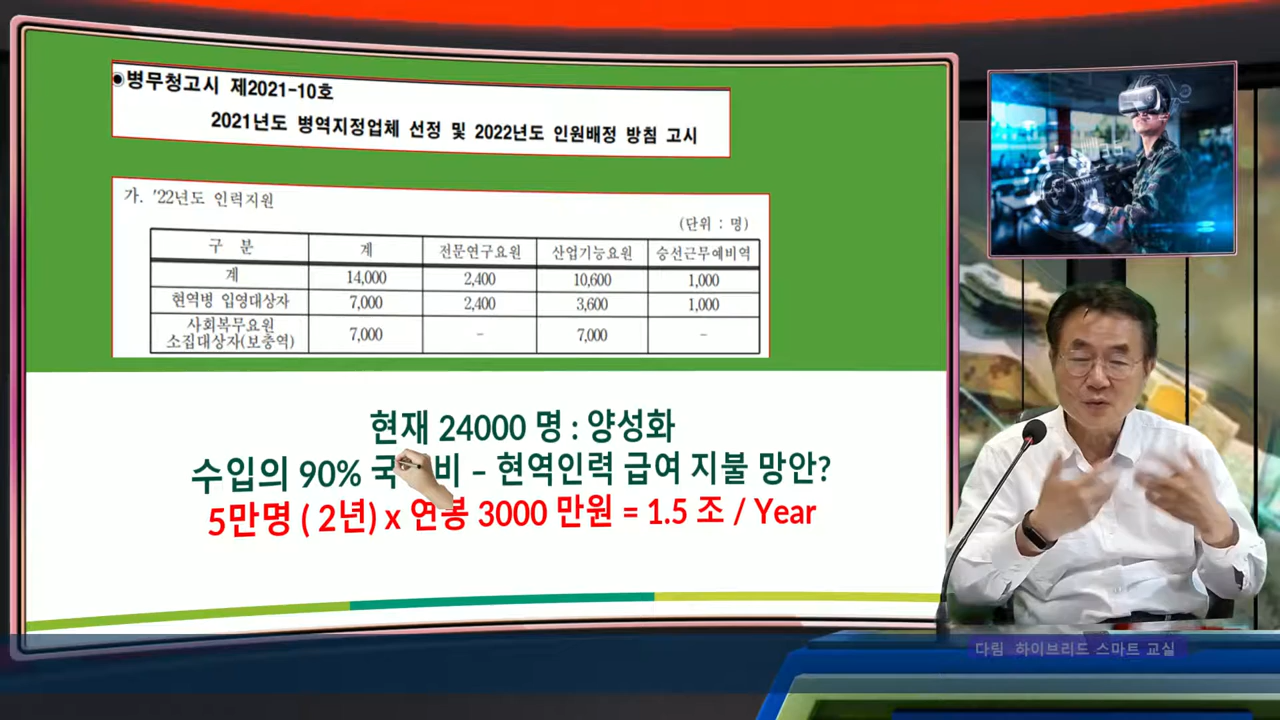 ◉병무청고시 제2021-10호
2021년도 병역지정업체 선정 및 2022년도 인원배정 방침 고시
가. '22년도 인력지원
(단위 : 명)
구 분 계 전문연구요원 산업기능요원 승선근무예비역
계 14,000 2,400 10,600 1,000
현역병 입영대상자 7,000 2,400 3,600 1,000
사회복무요원
소집대상자(보충역) 7,000 - 7,000 -
현재 24000 명 : 양성화
수입의 90% 비 – 현역인력 급여 지불 망안?
5만명 ( 2년) x 연봉 3000 만원 = 1.5 조 / Year
다림 하이브리드 스마트 교실